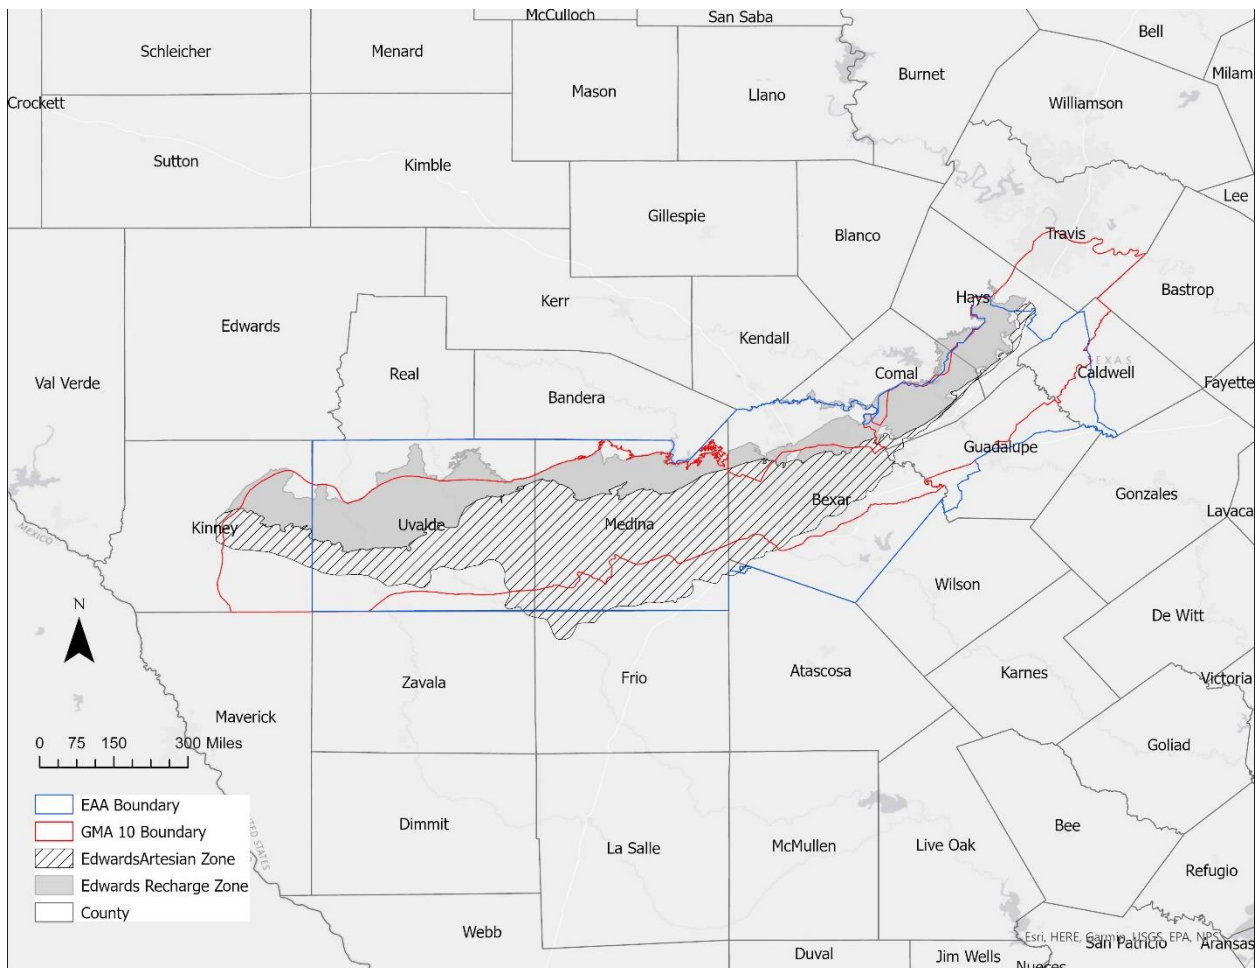 McCulloch
San Saba
Bell
Schleicher
Menard
Burnet
Milam
Mason
Llano
Crockett
Williamson
Sutton
Kimble
Lee
Gillespie
Blanco
Travis
Hays
Bastrop
Kerr
Edwards
Kendall
TEXAS
Real
Comal
Caldwell
Val Verde
Fayette
Bandera
Guadalupe
Gonzales
Bexar
Lavaca
Kinney
Uvalde
Medina
MEXICO
Wilson
N
De Witt
Zavala
Frio
Atascosa
Karnes
Victoria
Maverick
0 75 150 300 Miles
Goliad
EAA Boundary
GMA 10 Boundary
EdwardsArtesian Zone
Edwards Recharge Zone
County
Dimmit
La Salle
McMullen
Live Oak
Bee
Refugio
Webb
Esri, HERE, Garmin, USGS, EPA, NPS
San Patricio
Aransas
Duval
Jim Wells
Nueces